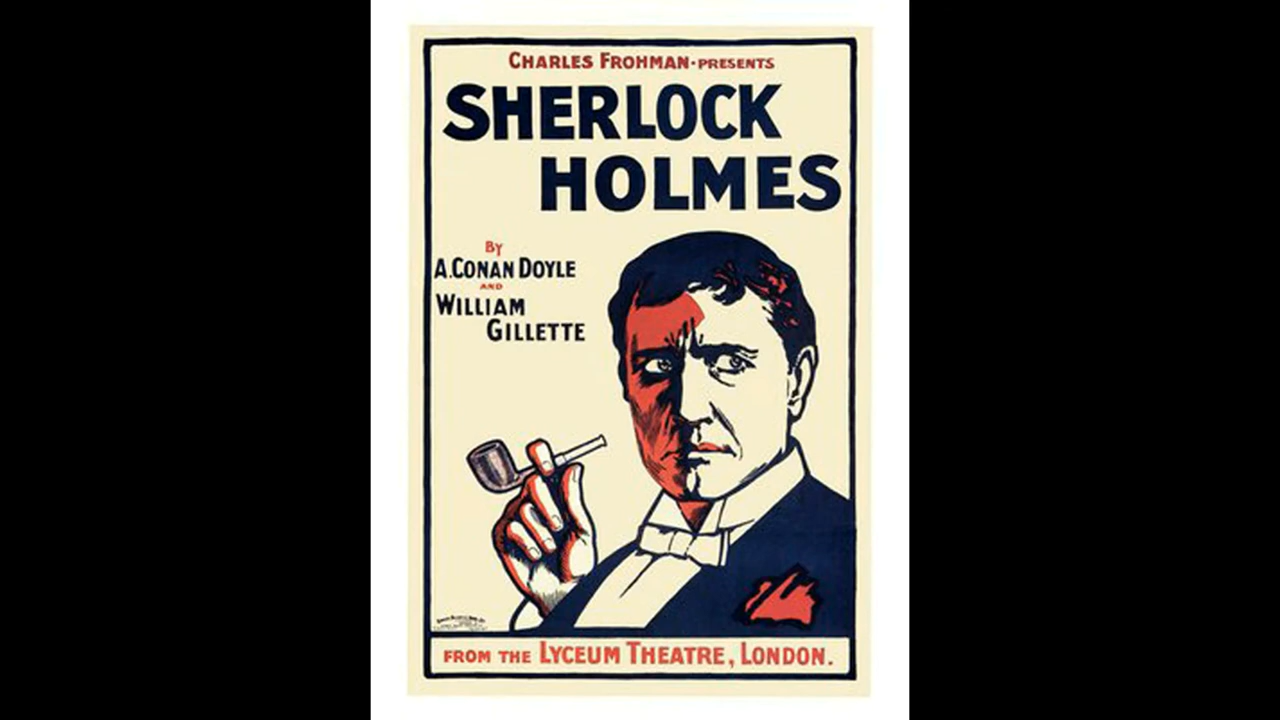 CHARLES FROHMAN·PRESENTS
SHERLOCK
HOLMES
BY
A.CONAN DOYLE
AND
WILLIAM
GILLETTE
FROM THE LYCEUM THEATRE, LONDON.